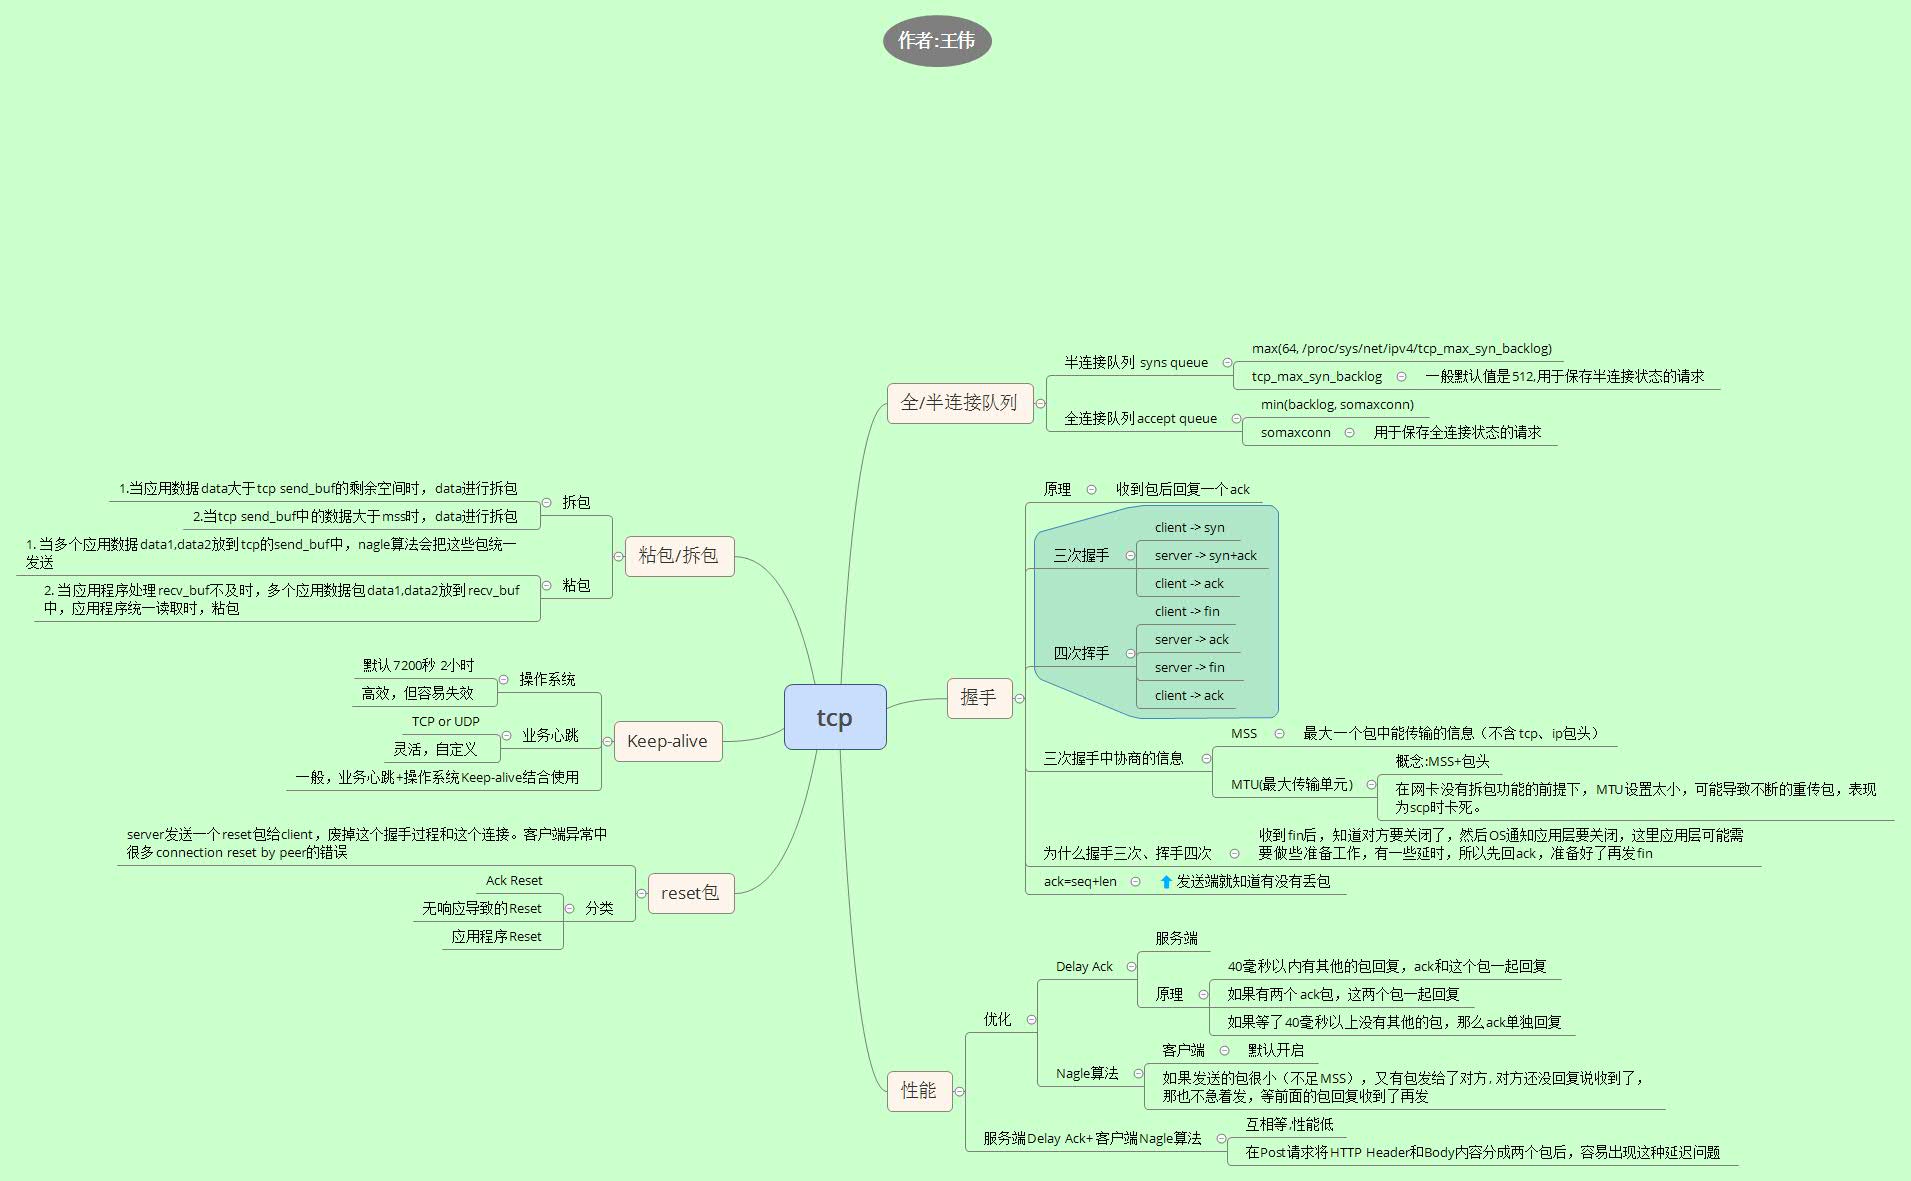 作者:王伟
tcp
全/半连接队列
半连接队列 syns queue
max(64, /proc/sys/net/ipv4/tcp_max_syn_backlog)
tcp_max_syn_backlog
一般默认值是512,用于保存半连接状态的请求
全连接队列accept queue
min(backlog, somaxconn)
somaxconn
用于保存全连接状态的请求
握手
原理
收到包后回复一个ack
三次握手
client -> syn
server -> syn+ack
client -> ack
四次挥手
client -> fin
server -> ack
server -> fin
client -> ack
三次握手中协商的信息
MSS
最大一个包中能传输的信息（不含tcp、ip包头）
MTU(最大传输单元)
概念:MSS+包头
在网卡没有拆包功能的前提下，MTU设置太小，可能导致不断的重传包，表现
为scp时卡死。
为什么握手三次、挥手四次
收到fin后，知道对方要关闭了，然后OS通知应用层要关闭，这里应用层可能需
要做些准备工作，有一些延时，所以先回ack，准备好了再发fin
ack=seq+len
发送端就知道有没有丢包
性能
优化
Delay Ack
服务端
原理
40毫秒以内有其他的包回复，ack和这个包一起回复
如果有两个ack包，这两个包一起回复
如果等了40毫秒以上没有其他的包，那么ack单独回复
Nagle算法
客户端
默认开启
如果发送的包很小（不足MSS），又有包发给了对方, 对方还没回复说收到了，
那也不急着发，等前面的包回复收到了再发
服务端Delay Ack+客户端Nagle算法
互相等,性能低
在Post请求将HTTP Header和Body内容分成两个包后，容易出现这种延迟问题
粘包/拆包
拆包
1.当应用数据data大于tcp send_buf的剩余空间时，data进行拆包
2.当tcp send_buf中的数据大于mss时，data进行拆包
粘包
1. 当多个应用数据data1,data2放到tcp的send_buf中，nagle算法会把这些包统一
发送
2. 当应用程序处理recv_buf不及时，多个应用数据包data1,data2放到recv_buf
中，应用程序统一读取时，粘包
Keep-alive
操作系统
默认7200秒 2小时
高效，但容易失效
业务心跳
TCP or UDP
灵活，自定义
一般，业务心跳+操作系统Keep-alive结合使用
reset包
server发送一个reset包给client，废掉这个握手过程和这个连接。客户端异常中
很多connection reset by peer的错误
分类
Ack Reset
无响应导致的Reset
应用程序Reset